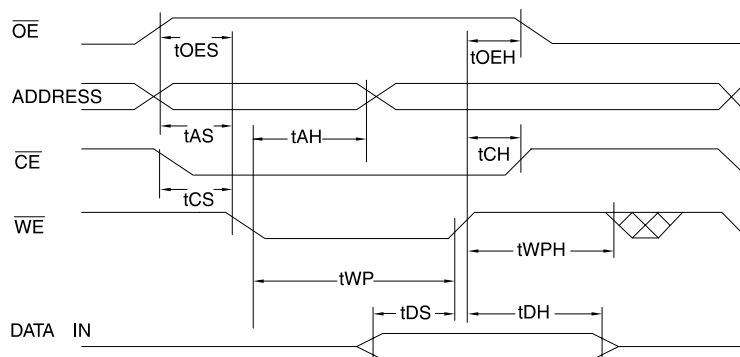 OE
tOES
tOEH
ADDRESS
tAS
tAH
tCH
CE
tCS
WE
tWPH
tWP
tDS
tDH
DATA IN